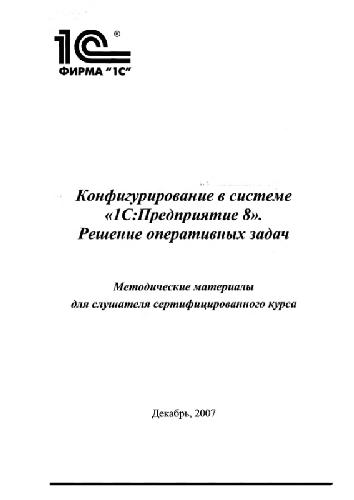 1С®
ФИРМА "1С"
Конфигурирование в системе
«1С:Предприятие 8».
Решение оперативных задач
Методические материалы
для слушателя сертифицированного курса
Декабрь, 2007